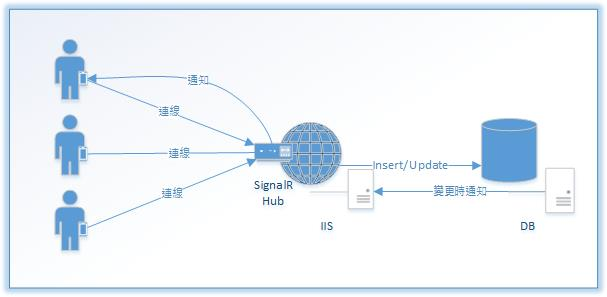 通知
連線
連線
連線
SignalR
Hub
IIS
Insert/Update
變更時通知
DB